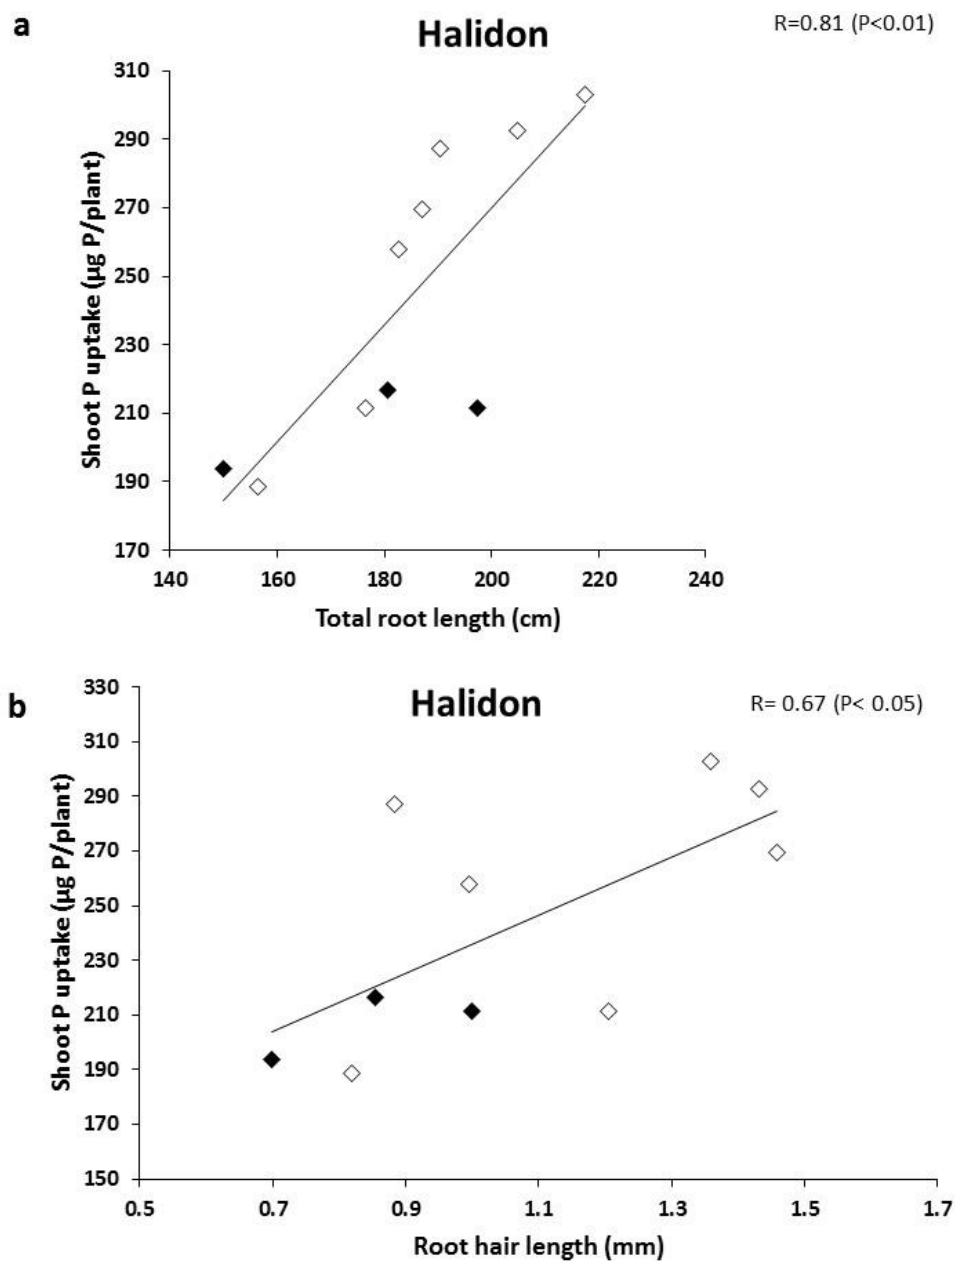 a
Halidon
R=0.81 (P<0.01)
Shoot P uptake (µg P/plant)
310
290
270
250
230
210
190
170
140 160 180 200 220 240
Total root length (cm)
b
Halidon
R= 0.67 (P< 0.05)
Shoot P uptake (µg P/plant)
330
310
290
270
250
230
210
190
170
150
0.5 0.7 0.9 1.1 1.3 1.5 1.7
Root hair length (mm)